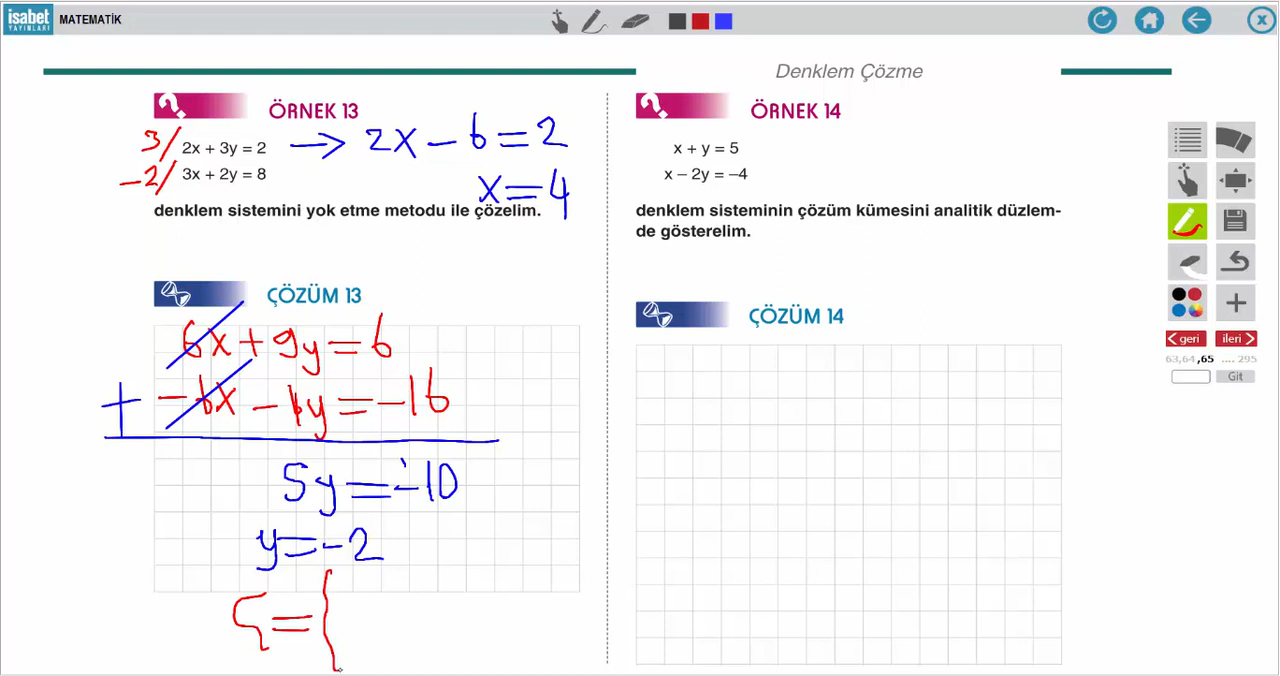 isabet
YAYINLARI
MATEMATİK
Denklem Çözme
ÖRNEK 13
3/ 2x + 3y = 2 → 2x - 6 = 2
-2/ 3x + 2y = 8
x = 4
denklem sistemini yok etme metodu ile çözelim.
ÇÖZÜM 13
6x + 9y = 6
+ -6x - 4y = -16
5y = -10
y = -2
Ç = {
ÖRNEK 14
x + y = 5
x – 2y = –4
denklem sisteminin çözüm kümesini analitik düzlem-
de gösterelim.
ÇÖZÜM 14
geri
ileri
63,64,65 .... 295
Git